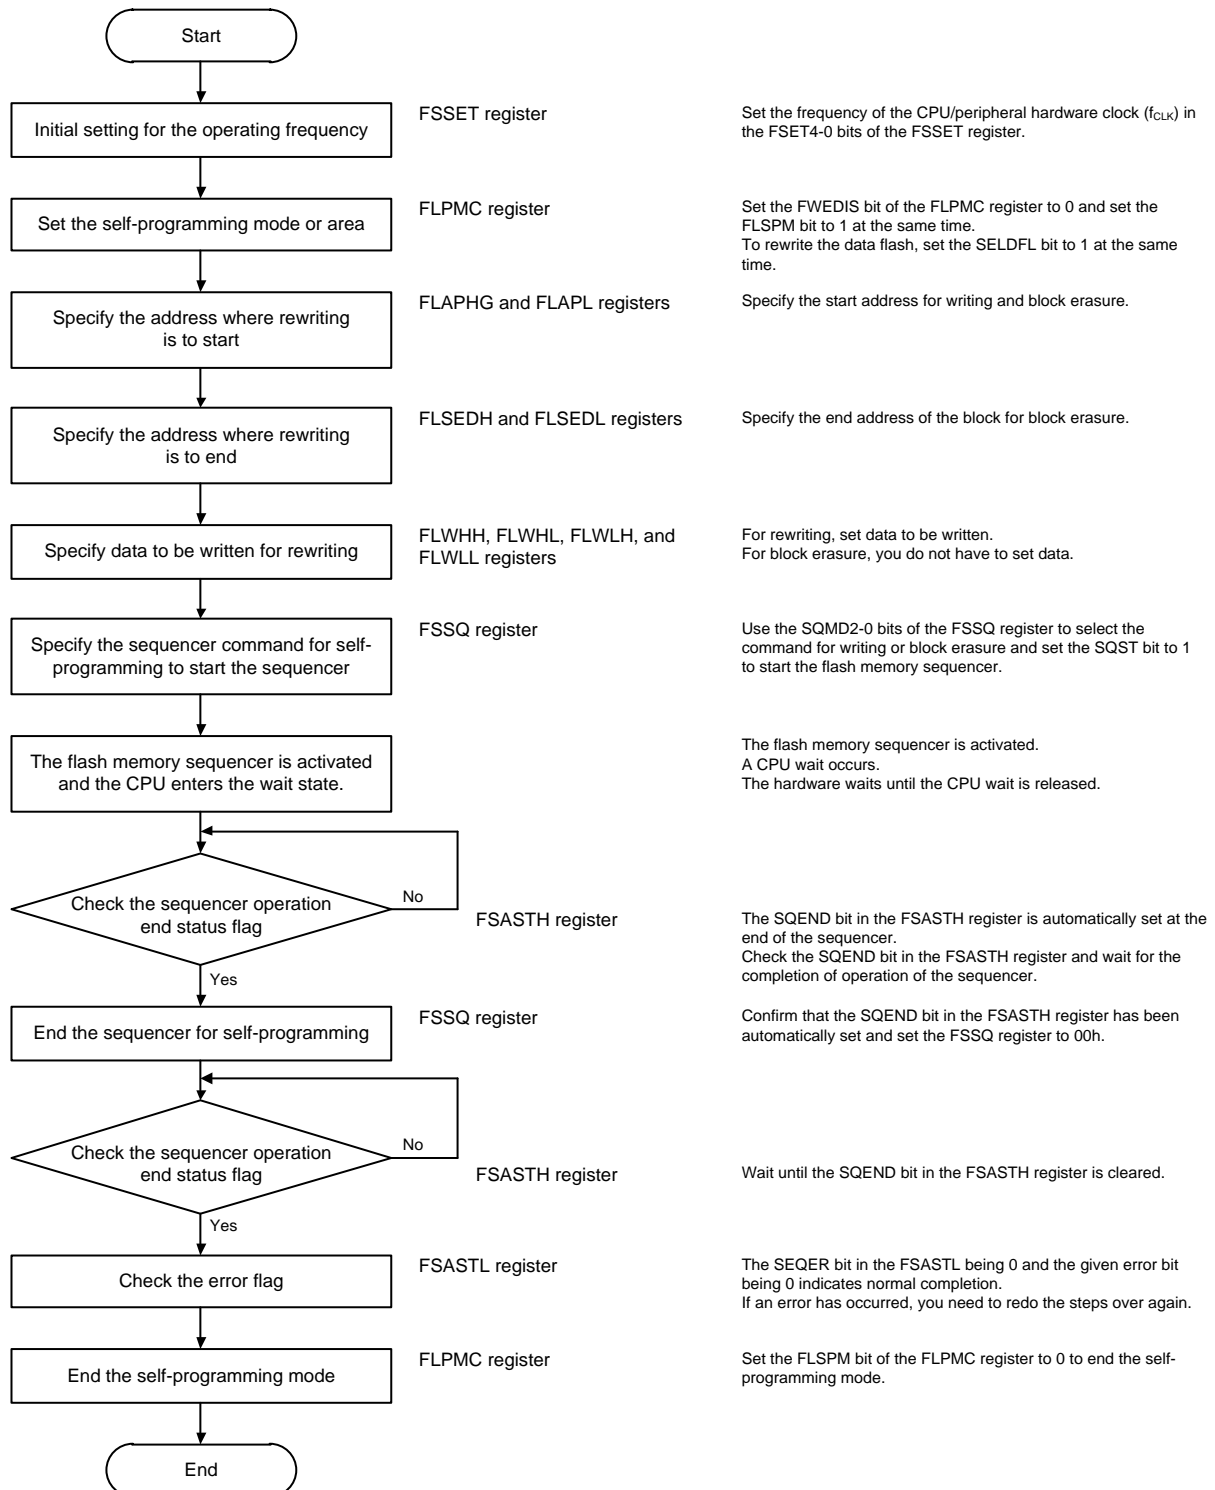 Start
Initial setting for the operating frequency
FSSET register
Set the frequency of the CPU/peripheral hardware clock (fCLK) in
the FSET4-0 bits of the FSSET register.
Set the self-programming mode or area
FLPMC register
Set the FWEDIS bit of the FLPMC register to 0 and set the
FLSPM bit to 1 at the same time.
To rewrite the data flash, set the SELDFL bit to 1 at the same
time.
Specify the address where rewriting
is to start
FLAPHG and FLAPL registers
Specify the start address for writing and block erasure.
Specify the address where rewriting
is to end
FLSEDH and FLSEDL registers
Specify the end address of the block for block erasure.
Specify data to be written for rewriting
FLWHH, FLWHL, FLWLH, and
FLWLL registers
For rewriting, set data to be written.
For block erasure, you do not have to set data.
Specify the sequencer command for self-
programming to start the sequencer
FSSQ register
Use the SQMD2-0 bits of the FSSQ register to select the
command for writing or block erasure and set the SQST bit to 1
to start the flash memory sequencer.
The flash memory sequencer is activated
and the CPU enters the wait state.
The flash memory sequencer is activated.
A CPU wait occurs.
The hardware waits until the CPU wait is released.
Check the sequencer operation
end status flag
No
Yes
FSASTH register
The SQEND bit in the FSASTH register is automatically set at the
end of the sequencer.
Check the SQEND bit in the FSASTH register and wait for the
completion of operation of the sequencer.
End the sequencer for self-programming
FSSQ register
Confirm that the SQEND bit in the FSASTH register has been
automatically set and set the FSSQ register to 00h.
Check the sequencer operation
end status flag
No
Yes
FSASTH register
Wait until the SQEND bit in the FSASTH register is cleared.
Check the error flag
FSASTL register
The SEQER bit in the FSASTL being 0 and the given error bit
being 0 indicates normal completion.
If an error has occurred, you need to redo the steps over again.
End the self-programming mode
FLPMC register
Set the FLSPM bit of the FLPMC register to 0 to end the self-
programming mode.
End